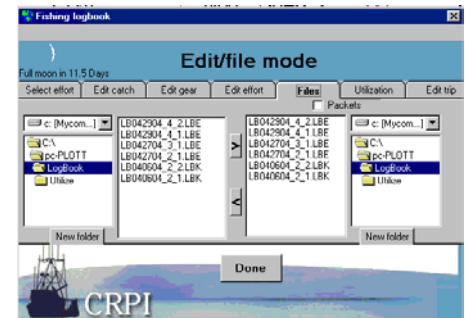 Fishing logbook
Edit/file mode
Full moon in 11.5 Days
Select effort Edit catch Edit gear Edit effort Files Utilization Edit trip
Packets
c: [Mycom...]
C:\
pc-PLOTT
LogBook
Utilize
New folder
LB042904_4_2.LBE
LB042904_4_1.LBE
LB042704_3_1.LBE
LB042704_2_1.LBE
LB040604_2_2.LBK
LB040604_2_1.LBK
>
<
LB042904_4_2.LBE
LB042904_4_1.LBE
LB042704_3_1.LBE
LB042704_2_1.LBE
LB040604_2_2.LBK
LB040604_2_1.LBK
c: [Mycom...]
C:\
pc-PLOTT
LogBook
Utilize
New folder
Done
CRPI